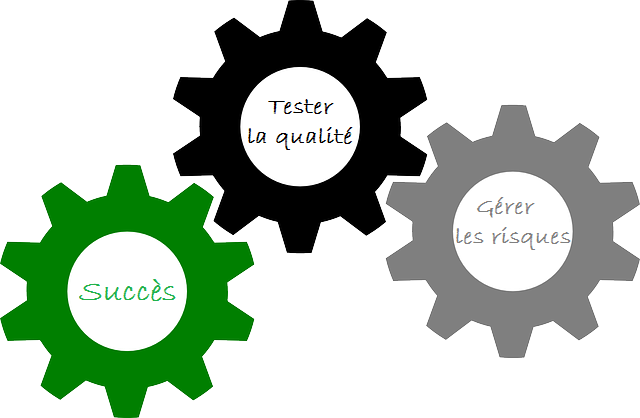 Tester
la qualité
Gérer
les risques
Succès